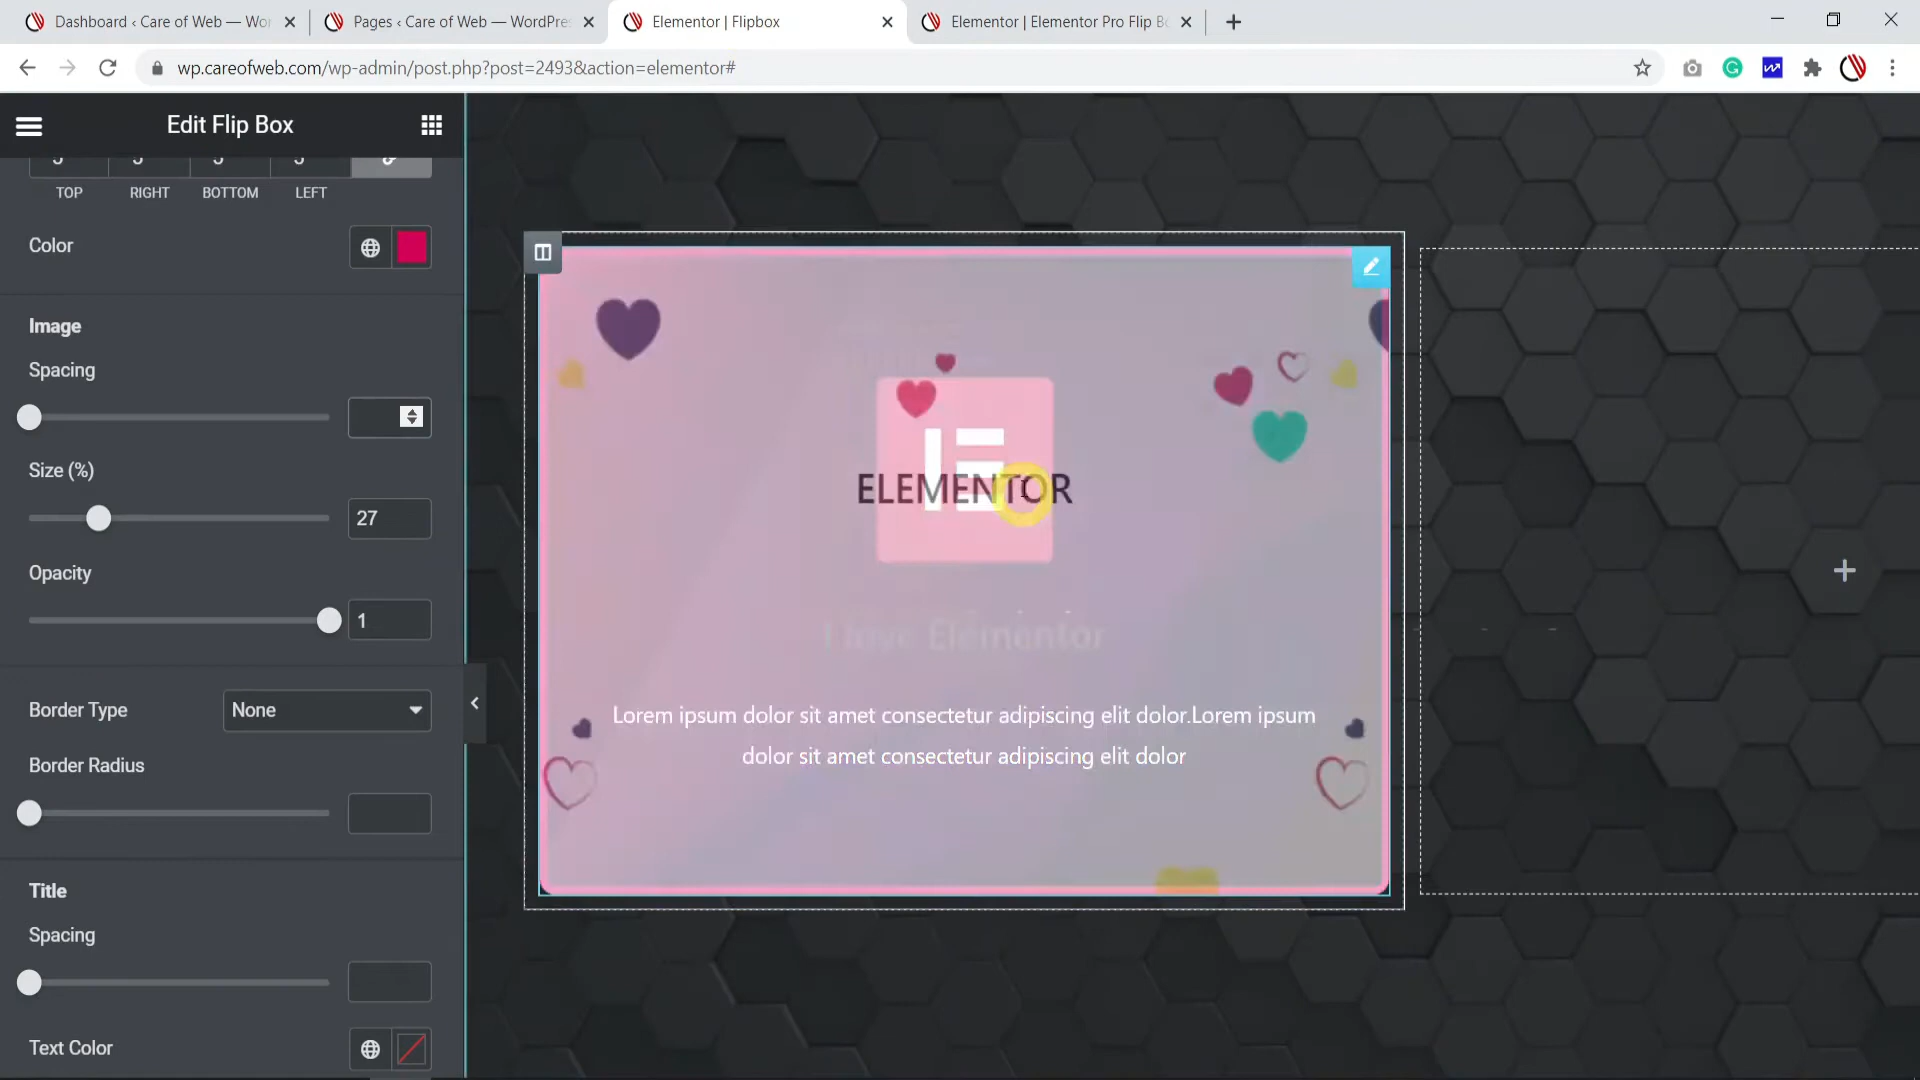 Dashboard ‹ Care of Web — Wor
Pages ‹ Care of Web — WordPre
Elementor | Flipbox
Elementor | Elementor Pro Flip B
wp.careofweb.com/wp-admin/post.php?post=2493&action=elementor#
Edit Flip Box
TOP RIGHT BOTTOM LEFT
Color
Image
Spacing
Size (%)
27
Opacity
1
Border Type None
Border Radius
Title
Spacing
Text Color
ELEMENTOR
I love Elementor
Lorem ipsum dolor sit amet consectetur adipiscing elit dolor.Lorem ipsum
dolor sit amet consectetur adipiscing elit dolor